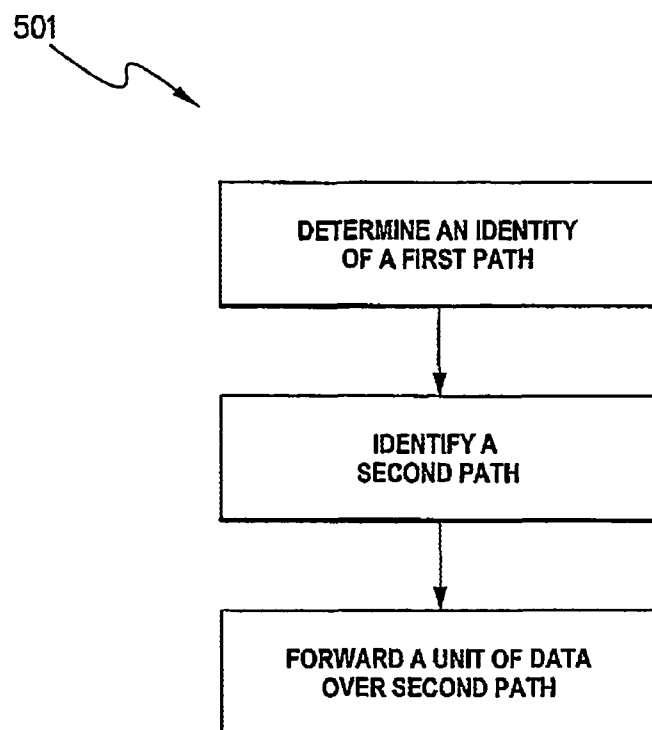 501
DETERMINE AN IDENTITY
OF A FIRST PATH
IDENTIFY A
SECOND PATH
FORWARD A UNIT OF DATA
OVER SECOND PATH